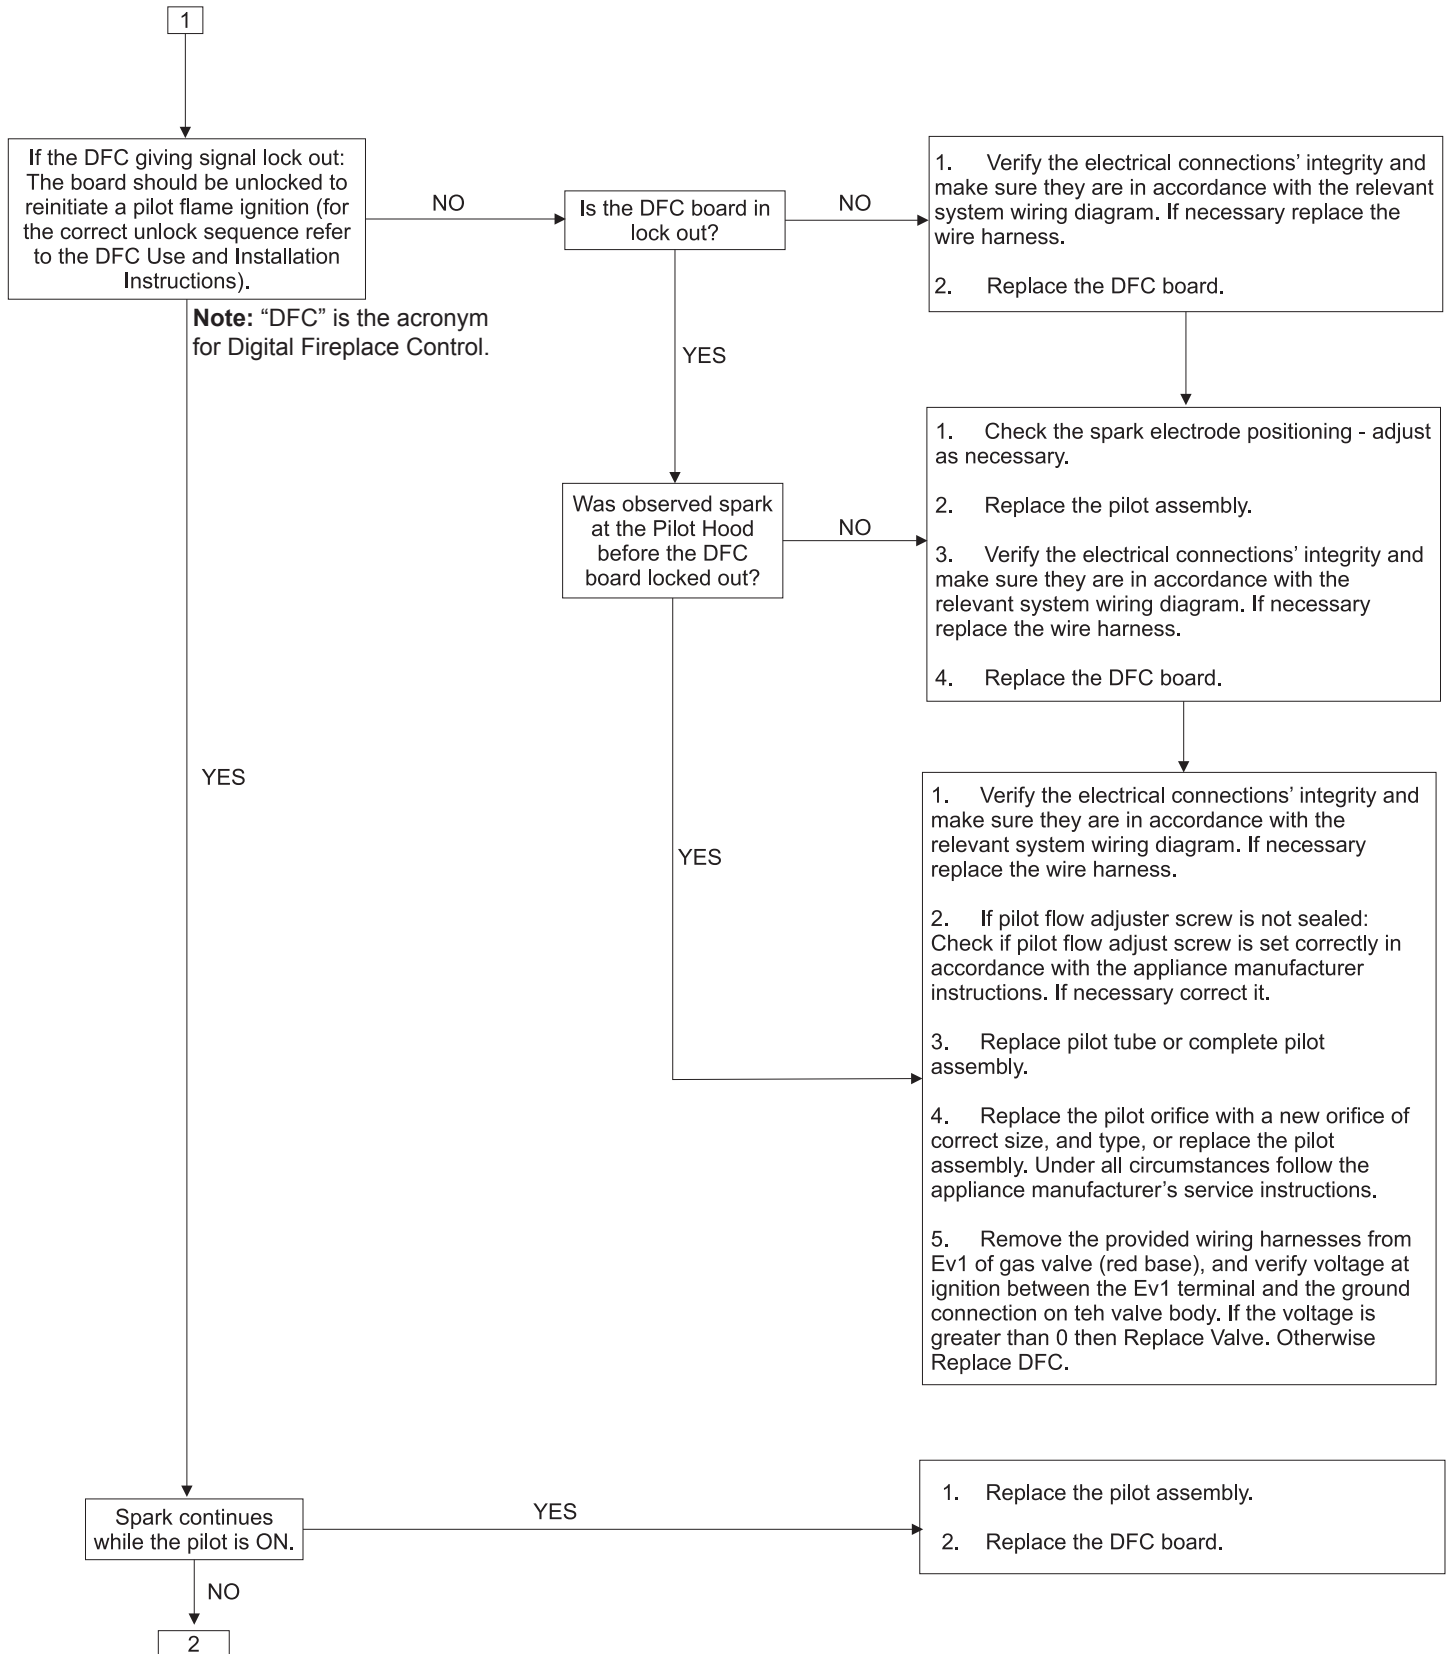 1
If the DFC giving signal lock out:
The board should be unlocked to
reinitiate a pilot flame ignition (for
the correct unlock sequence refer
to the DFC Use and Installation
Instructions).
NO
Is the DFC board in
lock out?
NO
1. Verify the electrical connections’ integrity and
make sure they are in accordance with the relevant
system wiring diagram. If necessary replace the
wire harness.
2. Replace the DFC board.
Note: “DFC” is the acronym
for Digital Fireplace Control.
YES
Was observed spark
at the Pilot Hood
before the DFC
board locked out?
NO
1. Check the spark electrode positioning - adjust
as necessary.
2. Replace the pilot assembly.
3. Verify the electrical connections’ integrity and
make sure they are in accordance with the
relevant system wiring diagram. If necessary
replace the wire harness.
4. Replace the DFC board.
YES
YES
1. Verify the electrical connections’ integrity and
make sure they are in accordance with the
relevant system wiring diagram. If necessary
replace the wire harness.
2. If pilot flow adjuster screw is not sealed:
Check if pilot flow adjust screw is set correctly in
accordance with the appliance manufacturer
instructions. If necessary correct it.
3. Replace pilot tube or complete pilot
assembly.
4. Replace the pilot orifice with a new orifice of
correct size, and type, or replace the pilot
assembly. Under all circumstances follow the
appliance manufacturer’s service instructions.
5. Remove the provided wiring harnesses from
Ev1 of gas valve (red base), and verify voltage at
ignition between the Ev1 terminal and the ground
connection on teh valve body. If the voltage is
greater than 0 then Replace Valve. Otherwise
Replace DFC.
Spark continues
while the pilot is ON.
YES
1. Replace the pilot assembly.
2. Replace the DFC board.
NO
2